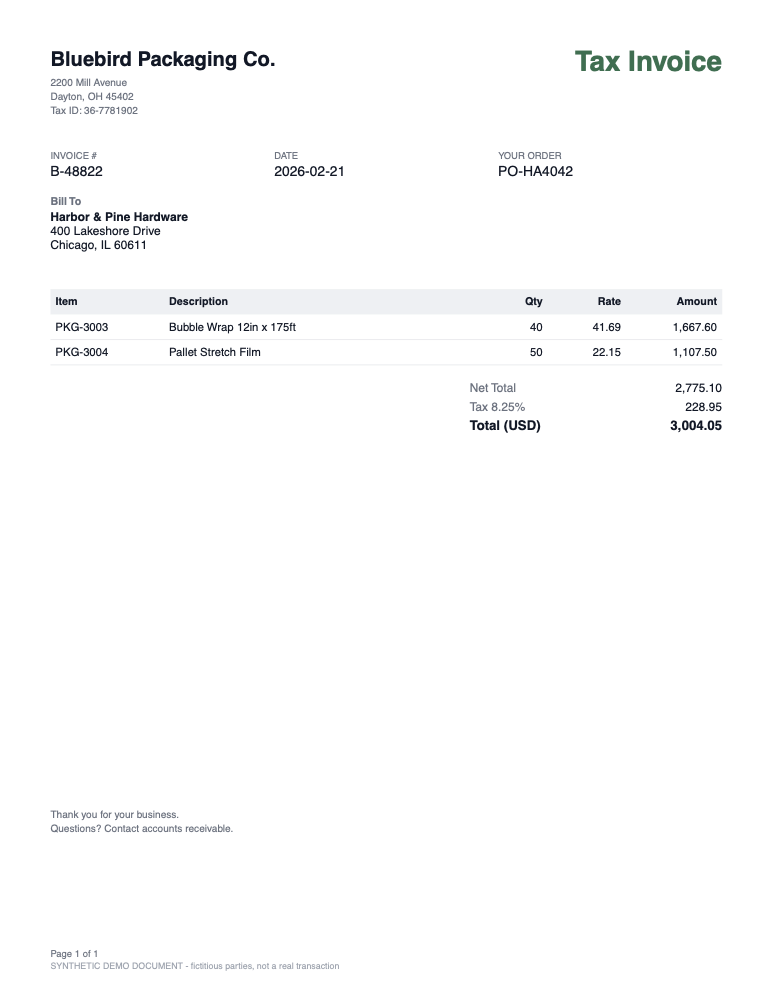 Bluebird Packaging Co.
Tax Invoice
2200 Mill Avenue
Dayton, OH 45402
Tax ID: 36-7781902
INVOICE # DATE YOUR ORDER
B-48822 2026-02-21 PO-HA4042
Bill To
Harbor & Pine Hardware
400 Lakeshore Drive
Chicago, IL 60611
Item Description Qty Rate Amount
PKG-3003 Bubble Wrap 12in x 175ft 40 41.69 1,667.60
PKG-3004 Pallet Stretch Film 50 22.15 1,107.50
Net Total 2,775.10
Tax 8.25% 228.95
Total (USD) 3,004.05
Thank you for your business.
Questions? Contact accounts receivable.
Page 1 of 1
SYNTHETIC DEMO DOCUMENT - fictitious parties, not a real transaction